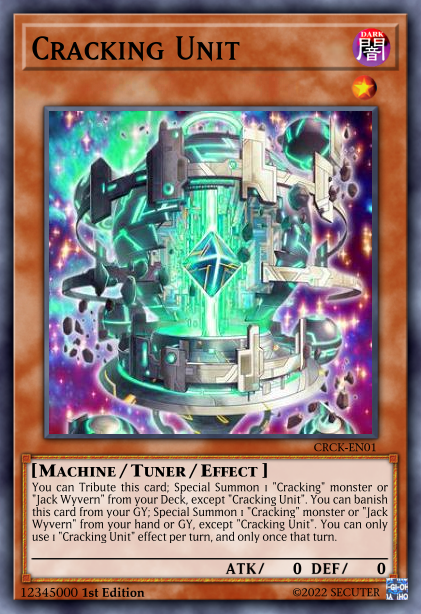 CRACKING UNIT
DARK
闇
CRCK-EN01
[MACHINE / TUNER / EFFECT ]
You can Tribute this card; Special Summon 1 "Cracking" monster or
"Jack Wyvern" from your Deck, except "Cracking Unit". You can banish
this card from your GY; Special Summon 1 "Cracking" monster or "Jack
Wyvern" from your hand or GY, except "Cracking Unit". You can only
use 1 "Cracking Unit" effect per turn, and only once that turn.
ATK/ 0 DEF/ 0
12345000 1st Edition ©2022 SECUTER